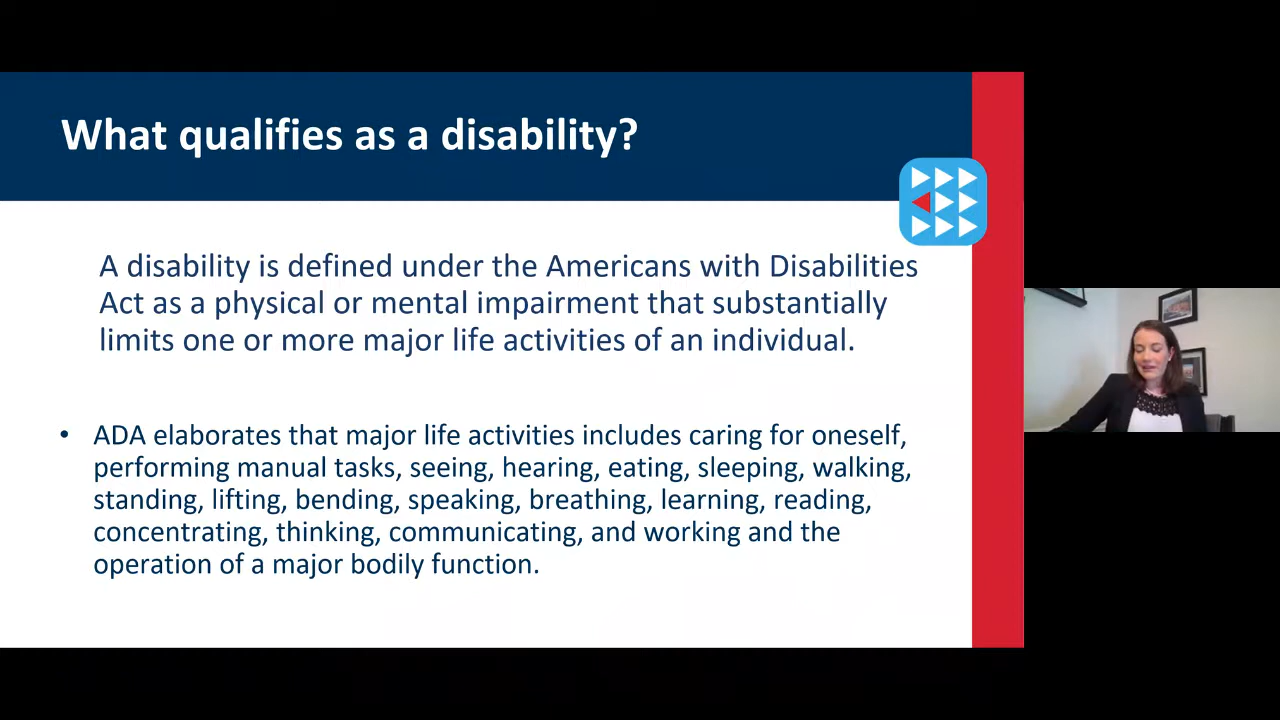 What qualifies as a disability?
A disability is defined under the Americans with Disabilities
Act as a physical or mental impairment that substantially
limits one or more major life activities of an individual.
• ADA elaborates that major life activities includes caring for oneself,
performing manual tasks, seeing, hearing, eating, sleeping, walking,
standing, lifting, bending, speaking, breathing, learning, reading,
concentrating, thinking, communicating, and working and the
operation of a major bodily function.